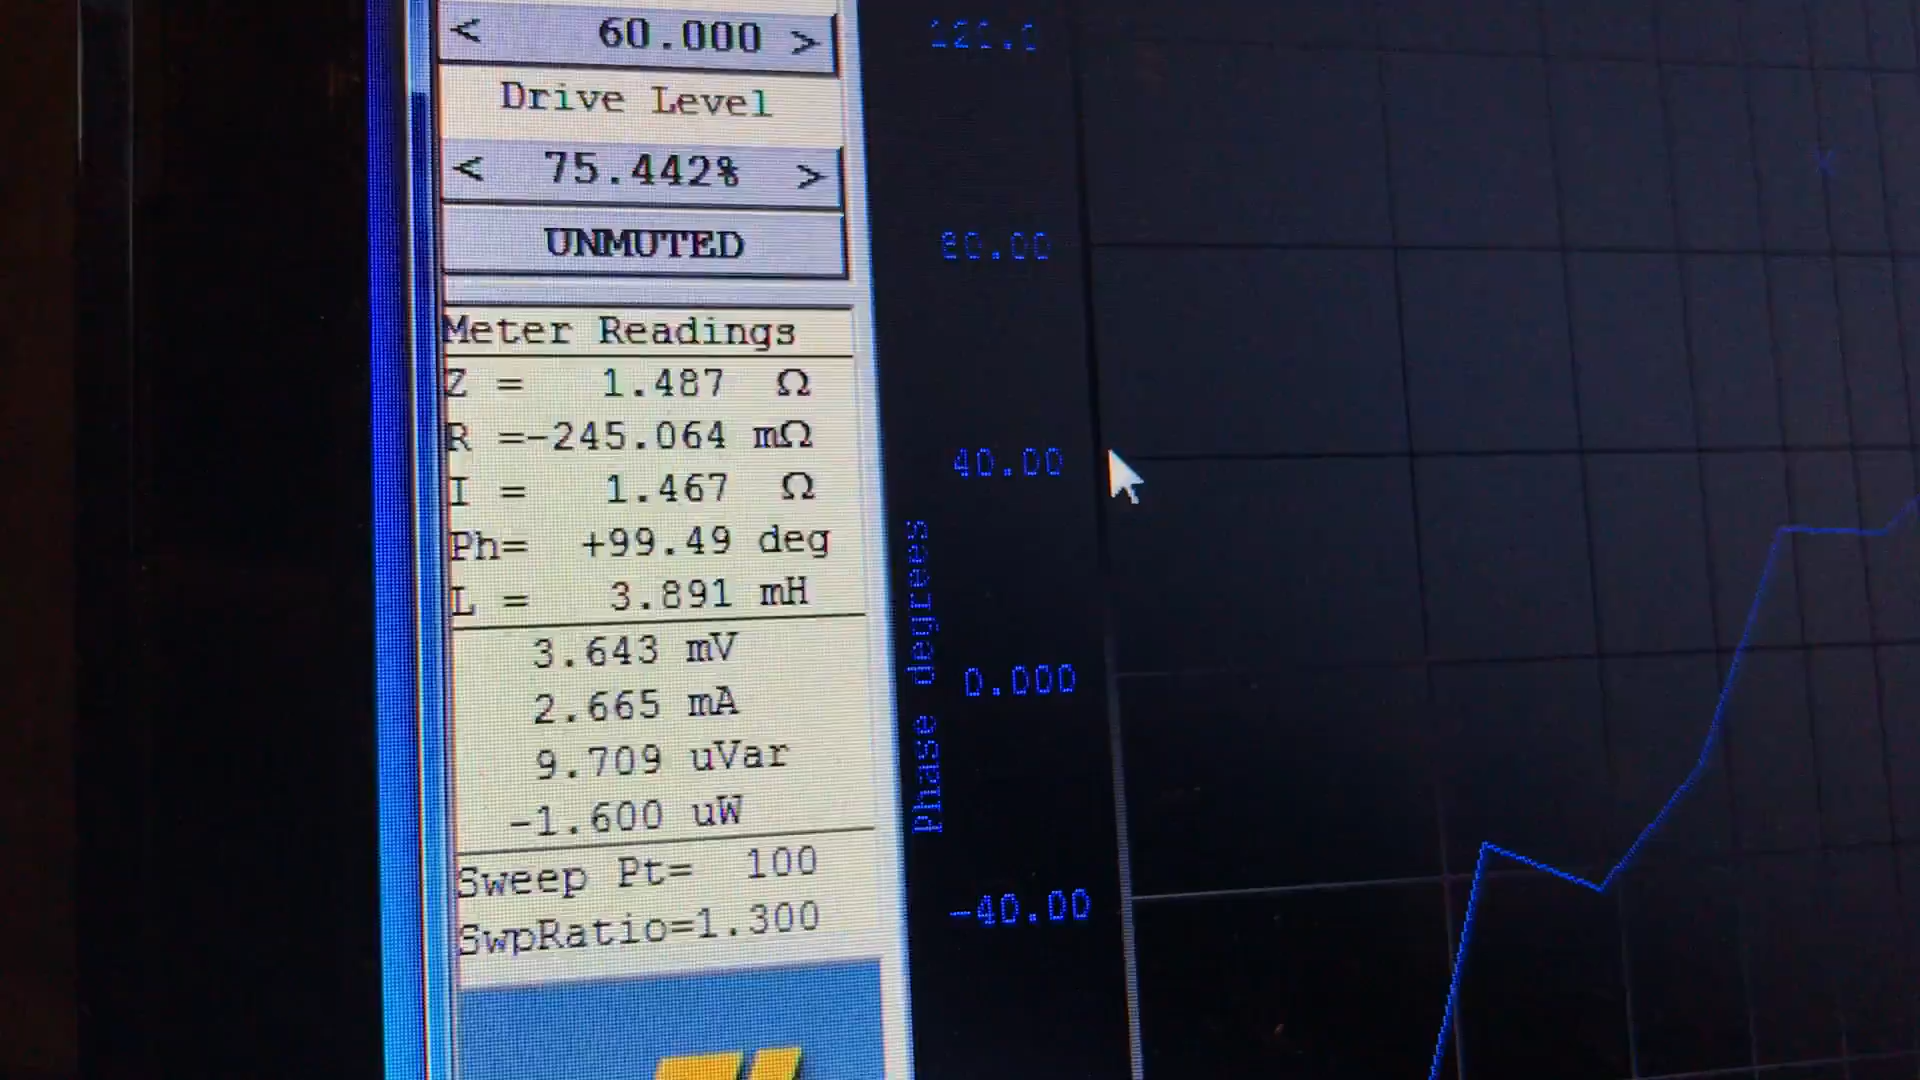 < 60.000 >
Drive Level
< 75.442% >
UNMUTED
Meter Readings
Z = 1.487 Ω
R =-245.064 mΩ
I = 1.467 Ω
Ph= +99.49 deg
L = 3.891 mH
3.643 mV
2.665 mA
9.709 uVar
-1.600 uW
Sweep Pt= 100
SwpRatio=1.300
80.00
40.00
0.000
-40.00
phase degrees